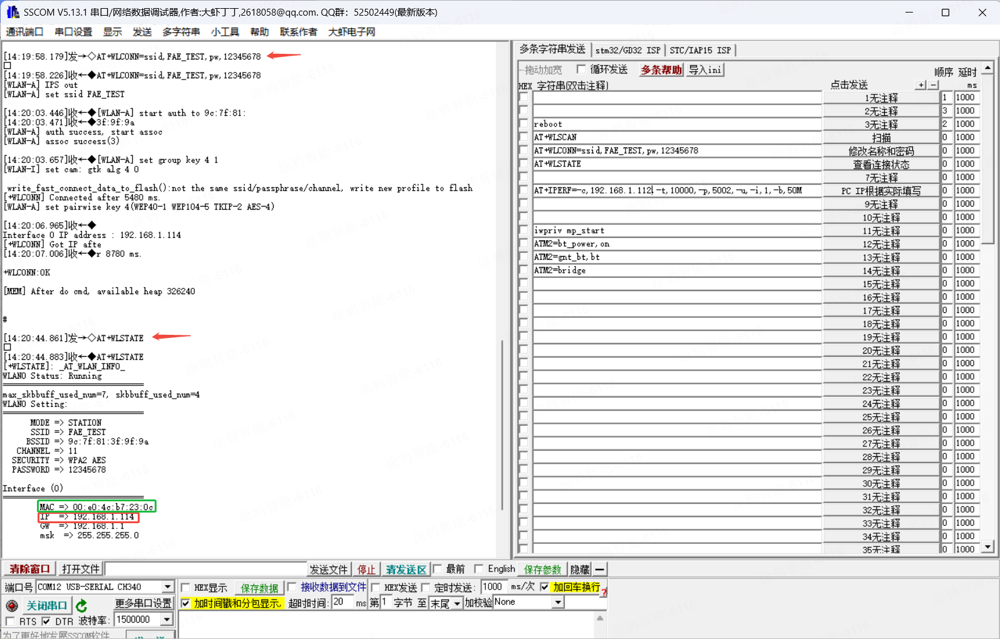 SSCOM V5.13.1 串口/网络数据调试器,作者:大虾丁丁,2618058@qq.com. QQ群：52502449(最新版本)
通讯端口 串口设置 显示 发送 多字符串 小工具 帮助 联系作者 大虾电子网
[14:19:58.179]发→◇AT+WLCONN=ssid,FAE_TEST,pw,12345678
□
[14:19:58.226]收←◆AT+WLCONN=ssid,FAE_TEST,pw,12345678
[WLAN-A] IPS out
[WLAN-A] set ssid FAE_TEST
[14:20:03.446]收←◆[WLAN-A] start auth to 9c:7f:81:
[14:20:03.471]收←◆3f:9f:9a
[WLAN-A] auth success, start assoc
[WLAN-A] assoc success(3)
[14:20:03.657]收←◆[WLAN-A] set group key 4 1
[WLAN-I] set cam: gtk alg 4 0
write_fast_connect_data_to_flash():not the same ssid/passphrase/channel, write new profile to flash
[+WLCONN] Connected after 5480 ms.
[WLAN-A] set pairwise key 4(WEP40-1 WEP104-5 TKIP-2 AES-4)
[14:20:06.965]收←◆
Interface 0 IP address : 192.168.1.114
[+WLCONN] Got IP afte
[14:20:07.006]收←◆r 8780 ms.
+WLCONN:OK
[MEM] After do cmd, available heap 326240
#
[14:20:44.861]发→◇AT+WLSTATE
□
[14:20:44.883]收←◆AT+WLSTATE
[+WLSTATE]: _AT_WLAN_INFO_
WLAN0 Status: Running
==============================
max_skbbuff_used_num=7, skbbuff_used_num=4
WLAN0 Setting:
==============================
MODE => STATION
SSID => FAE_TEST
BSSID => 9c:7f:81:3f:9f:9a
CHANNEL => 11
SECURITY => WPA2 AES
PASSWORD => 12345678
Interface (0)
==============================
MAC => 00:e0:4c:b7:23:0c
IP => 192.168.1.114
GW => 192.168.1.1
msk => 255.255.255.0
多条字符串发送 stm32/GD32 ISP STC/IAP15 ISP
←拖动加宽 循环发送 多条帮助 导入ini 顺序 延时
HEX 字符串(双击注释) 点击发送 + − ms
1无注释 1 1000
2无注释 3 1000
reboot 3无注释 2 1000
AT+WLSCAN 扫描 0 1000
AT+WLCONN=ssid,FAE_TEST,pw,12345678 修改名称和密码 0 1000
AT+WLSTATE 查看连接状态 0 1000
7无注释 0 1000
AT+IPERF=-c,192.168.1.112,-t,10000,-p,5002,-u,-i,1,-b,50M PC IP根据实际填写 0 1000
9无注释 0 1000
10无注释 0 1000
iwpriv mp_start 11无注释 0 1000
ATM2=bt_power,on 12无注释 0 1000
ATM2=gnt_bt,bt 13无注释 0 1000
ATM2=bridge 14无注释 0 1000
15无注释 0 1000
16无注释 0 1000
17无注释 0 1000
18无注释 0 1000
19无注释 0 1000
20无注释 0 1000
21无注释 0 1000
22无注释 0 1000
23无注释 0 1000
24无注释 0 1000
25无注释 0 1000
26无注释 0 1000
27无注释 0 1000
28无注释 0 1000
29无注释 0 1000
30无注释 0 1000
31无注释 0 1000
32无注释 0 1000
33无注释 0 1000
34无注释 0 1000
35无注释 0 1000
清除窗口 打开文件 发送文件 停止 清发送区 最前 English 保存参数 隐藏 −
端口号 COM12 USB-SERIAL CH340 HEX显示 保存数据 接收数据到文件 HEX发送 定时发送: 1000 ms/次 加回车换行 ?
关闭串口 更多串口设置 加时间戳和分包显示, 超时时间: 20 ms 第 1 字节 至 末尾 加校验 None
RTS DTR 波特率: 1500000
为了更好地发展SSCOM软件